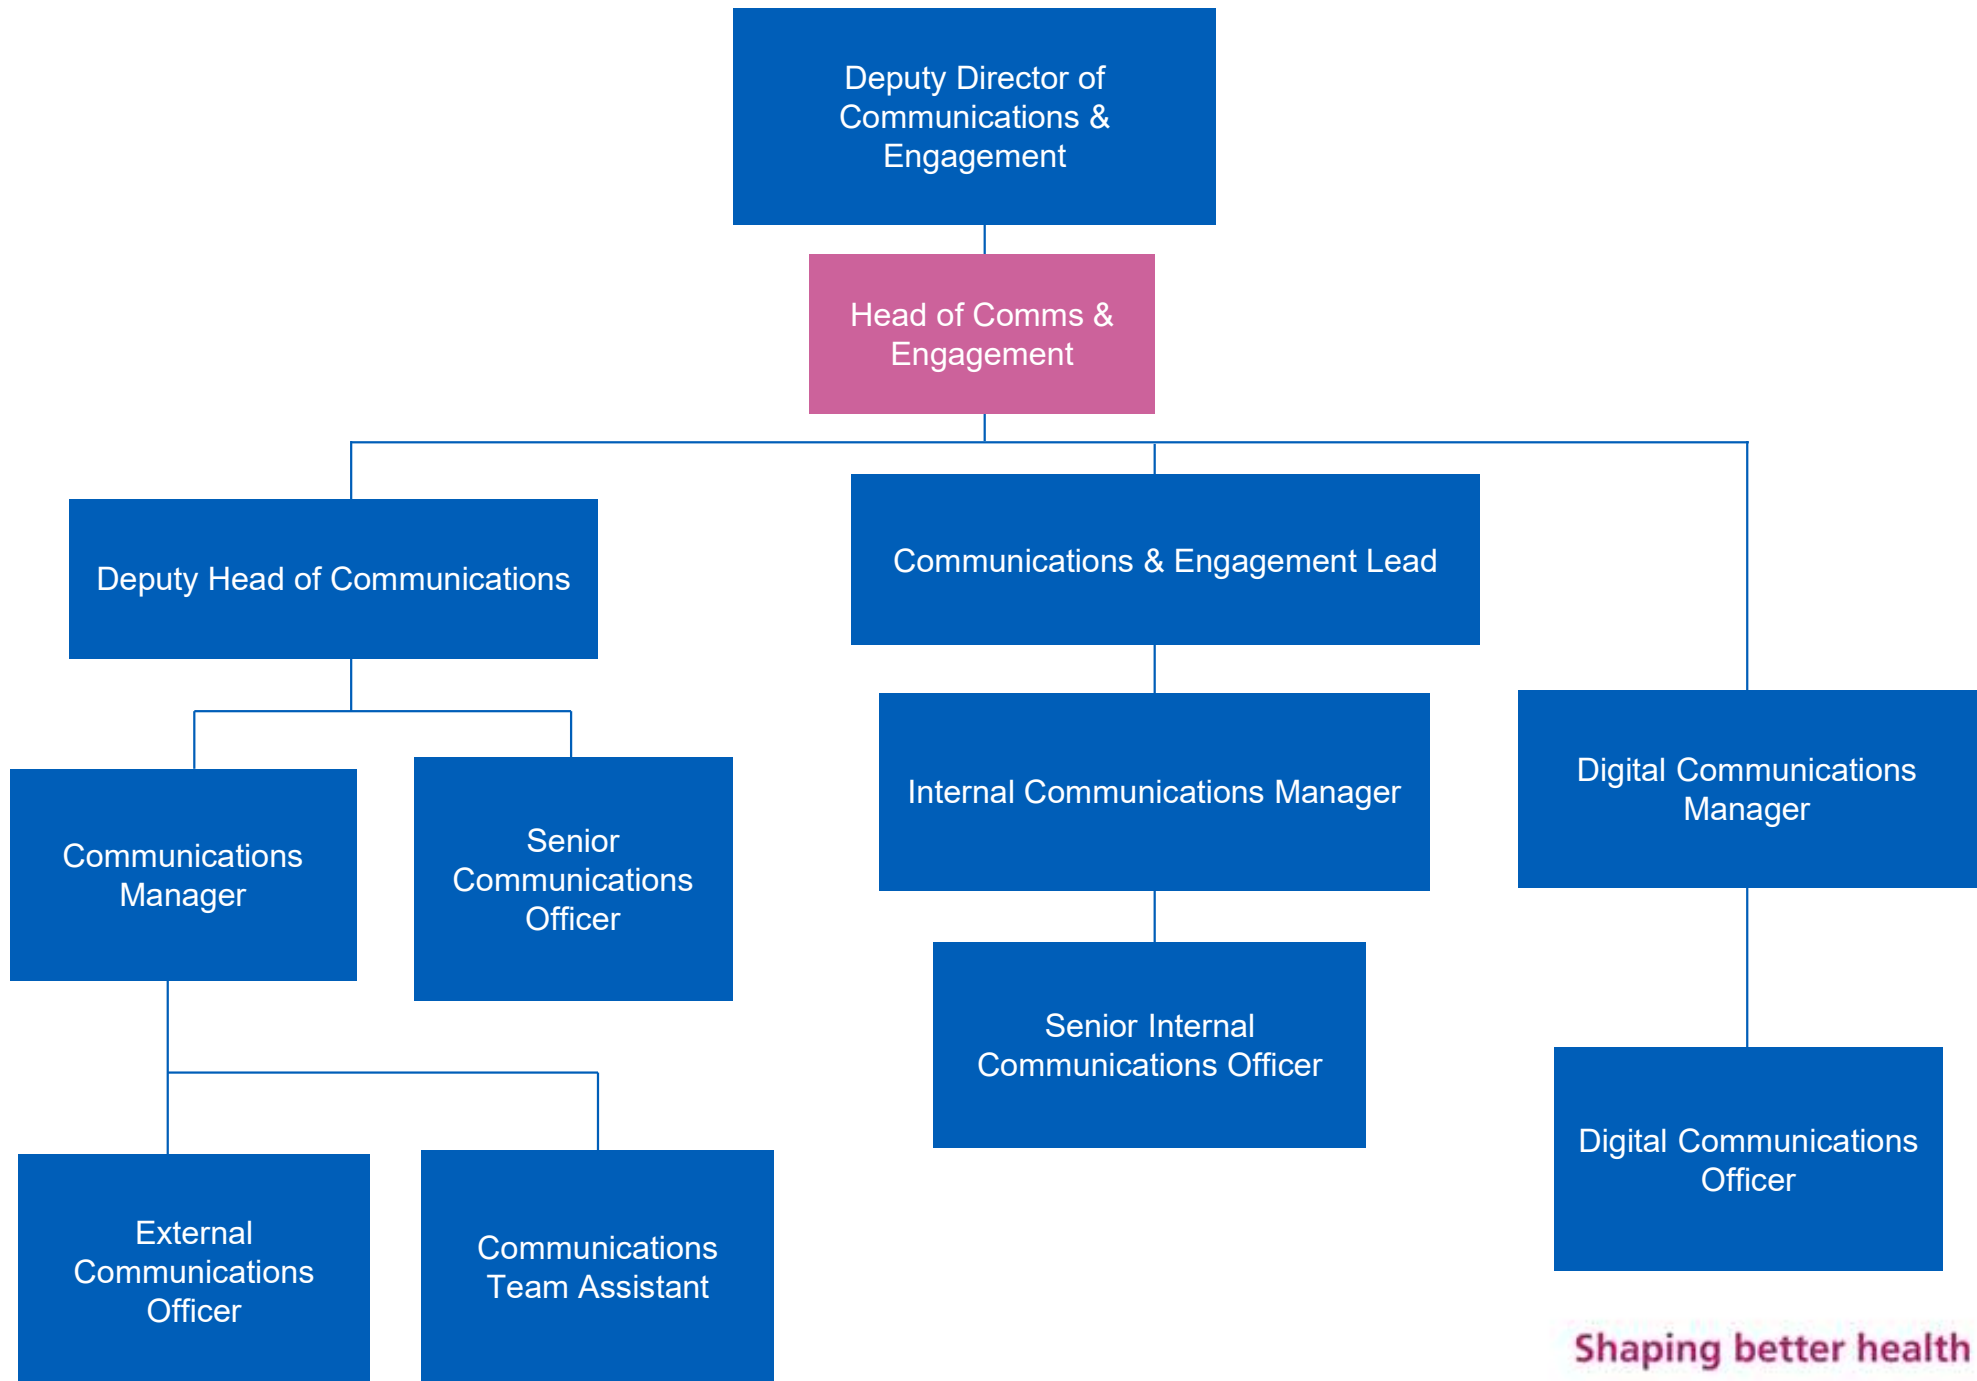 Deputy Director of
Communications &
Engagement
Head of Comms &
Engagement
Deputy Head of Communications
Communications & Engagement Lead
Internal Communications Manager
Digital Communications
Manager
Communications
Manager
Senior
Communications
Officer
Senior Internal
Communications Officer
Digital Communications
Officer
External
Communications
Officer
Communications
Team Assistant
Shaping better health